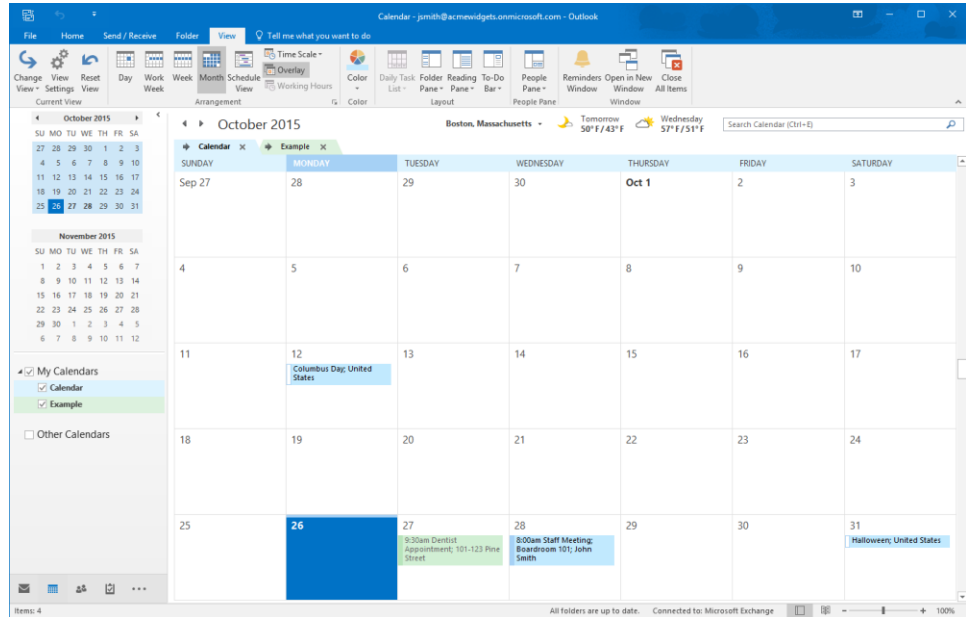 Calendar - jsmith@acmewidgets.onmicrosoft.com - Outlook
File Home Send / Receive Folder View Tell me what you want to do
Change View View Settings Reset View
Current View
Day Work Week Week Month Schedule View
Time Scale
Overlay
Working Hours
Arrangement
Color
Color
Daily Task List Folder Pane Reading Pane To-Do Bar
Layout
People Pane
People Pane
Reminders Window Open in New Window Close All Items
Window
October 2015
SU MO TU WE TH FR SA
27 28 29 30 1 2 3
4 5 6 7 8 9 10
11 12 13 14 15 16 17
18 19 20 21 22 23 24
25 26 27 28 29 30 31
November 2015
SU MO TU WE TH FR SA
1 2 3 4 5 6 7
8 9 10 11 12 13 14
15 16 17 18 19 20 21
22 23 24 25 26 27 28
29 30 1 2 3 4 5
6 7 8 9 10 11 12
My Calendars
Calendar
Example
Other Calendars
October 2015
Boston, Massachusetts
Tomorrow
50° F / 43° F
Wednesday
57° F / 51° F
Search Calendar (Ctrl+E)
Calendar X Example X
SUNDAY MONDAY TUESDAY WEDNESDAY THURSDAY FRIDAY SATURDAY
Sep 27 28 29 30 Oct 1 2 3
4 5 6 7 8 9 10
11 12 13 14 15 16 17
Columbus Day; United
States
18 19 20 21 22 23 24
25 26 27 28 29 30 31
9:30am Dentist
Appointment; 101-123 Pine
Street
8:00am Staff Meeting;
Boardroom 101; John
Smith
Halloween; United States
Items: 4
All folders are up to date. Connected to: Microsoft Exchange 100%